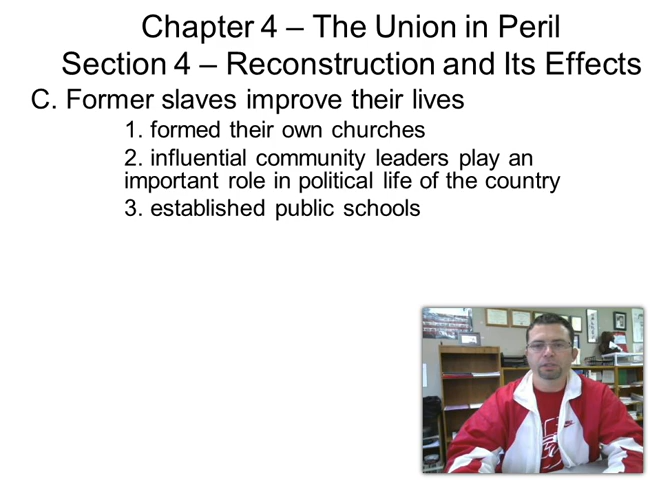 Chapter 4 – The Union in Peril
Section 4 – Reconstruction and Its Effects
C. Former slaves improve their lives
1. formed their own churches
2. influential community leaders play an
important role in political life of the country
3. established public schools